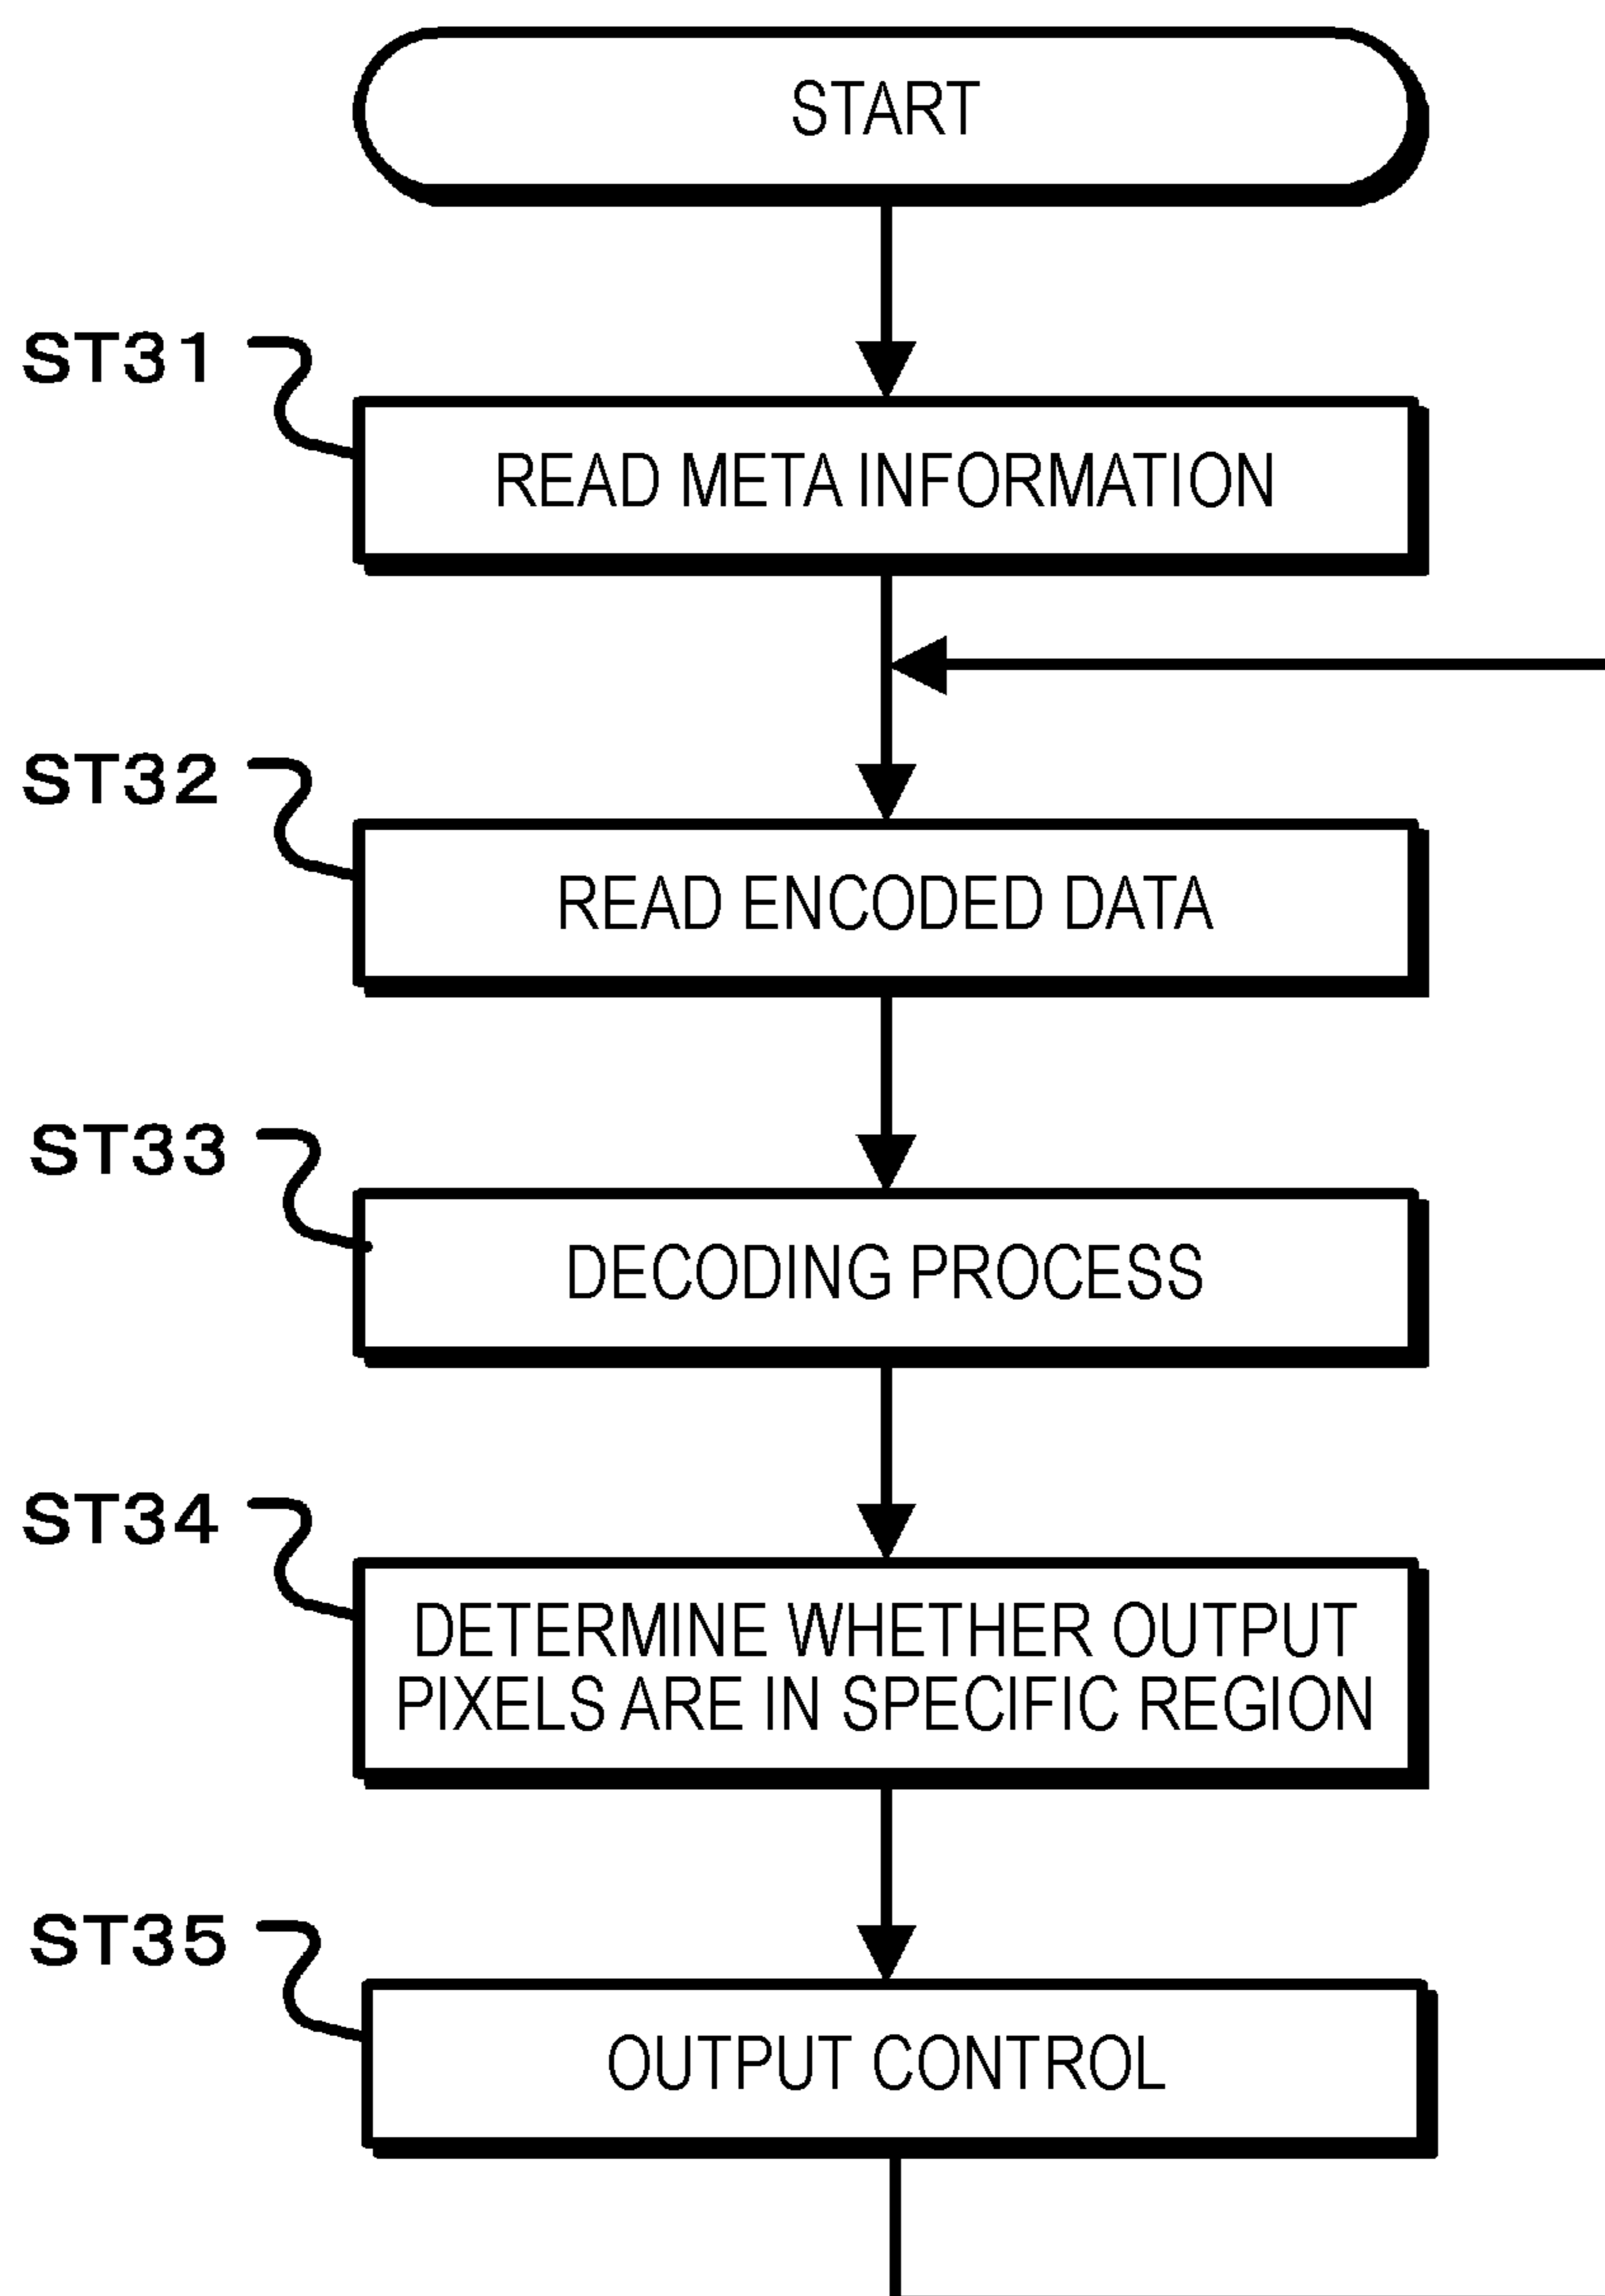 START
ST31
READ META INFORMATION
ST32
READ ENCODED DATA
ST33
DECODING PROCESS
ST34
DETERMINE WHETHER OUTPUT
PIXELS ARE IN SPECIFIC REGION
ST35
OUTPUT CONTROL